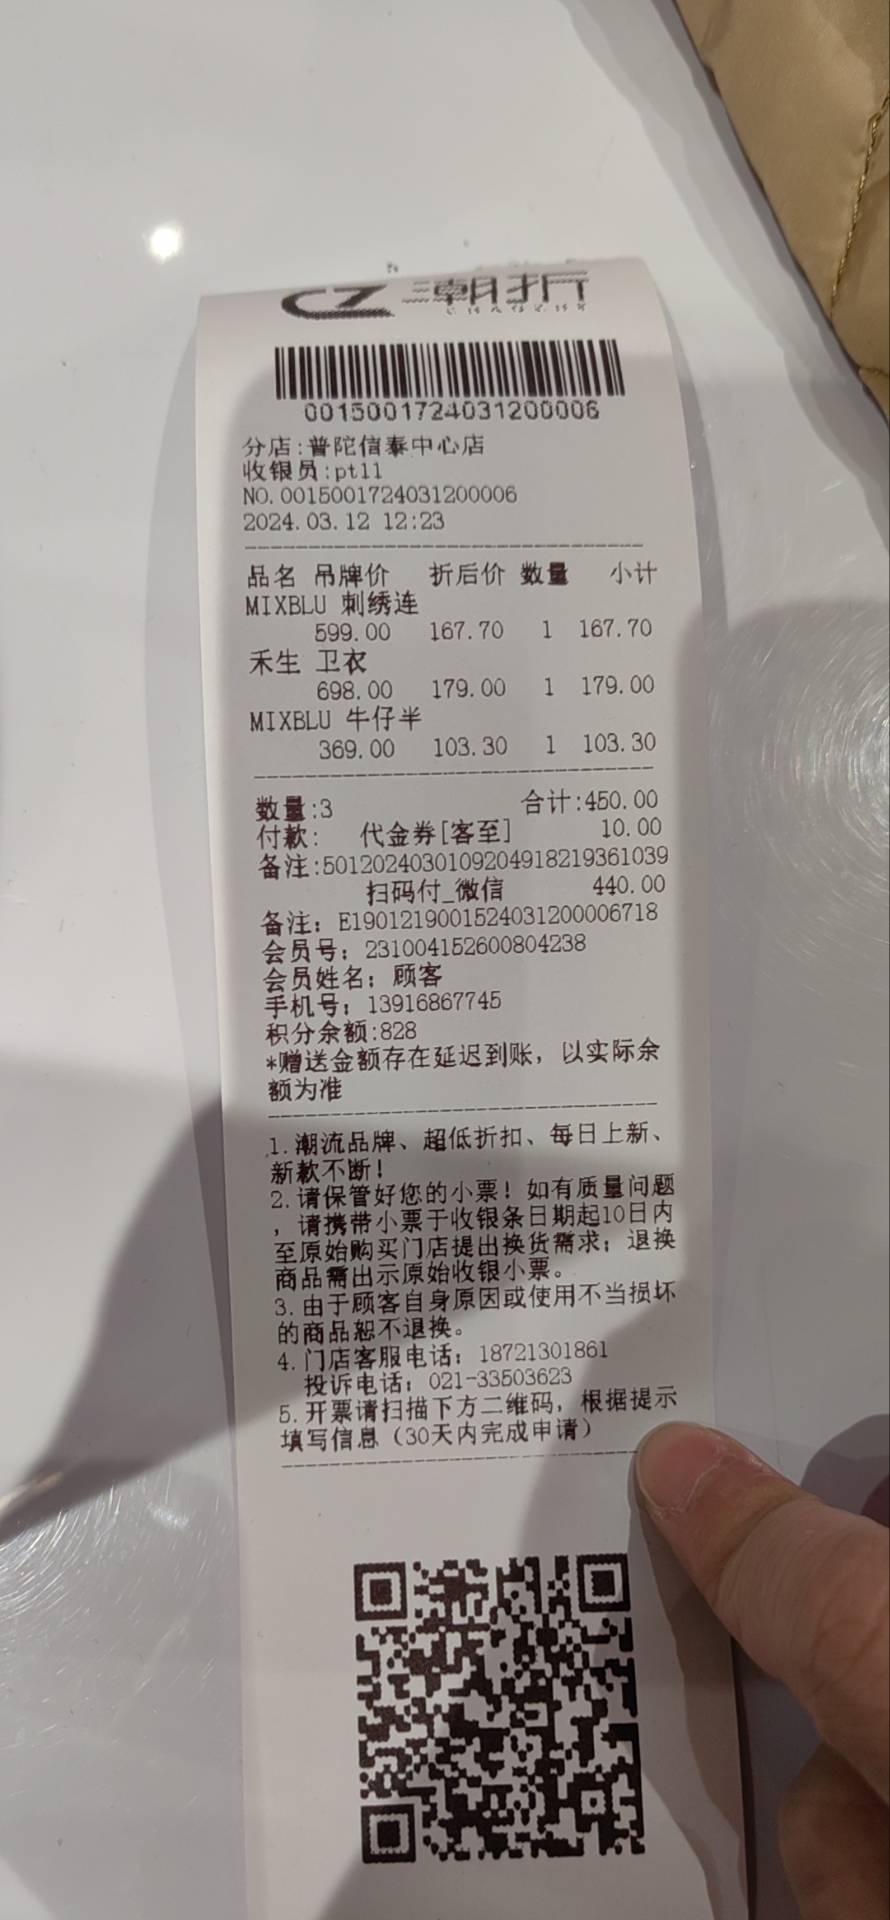 CZ 潮折
0015001724031200006
分店:普陀信泰中心店
收银员:pt11
NO.0015001724031200006
2024.03.12 12:23
品名 吊牌价 折后价 数量 小计
MIXBLU 刺绣连
599.00 167.70 1 167.70
禾生 卫衣
698.00 179.00 1 179.00
MIXBLU 牛仔半
369.00 103.30 1 103.30
数量:3 合计:450.00
付款: 代金券[客至] 10.00
备注:5012024030109204918219361039
扫码付_微信 440.00
备注: E19012190015240312000067​18
会员号: 231004152600804238
会员姓名: 顾客
手机号: 13916867745
积分余额:828
*赠送金额存在延迟到账, 以实际余
额为准
1.潮流品牌、超低折扣、每日上新、
新款不断!
2.请保管好您的小票! 如有质量问题
, 请携带小票于收银条日期起10日内
至原始购买门店提出换货需求; 退换
商品需出示原始收银小票。
3.由于顾客自身原因或使用不当损坏
的商品恕不退换。
4.门店客服电话: 18721301861
投诉电话: 021-33503623
5.开票请扫描下方二维码, 根据提示
填写信息 (30天内完成申请)